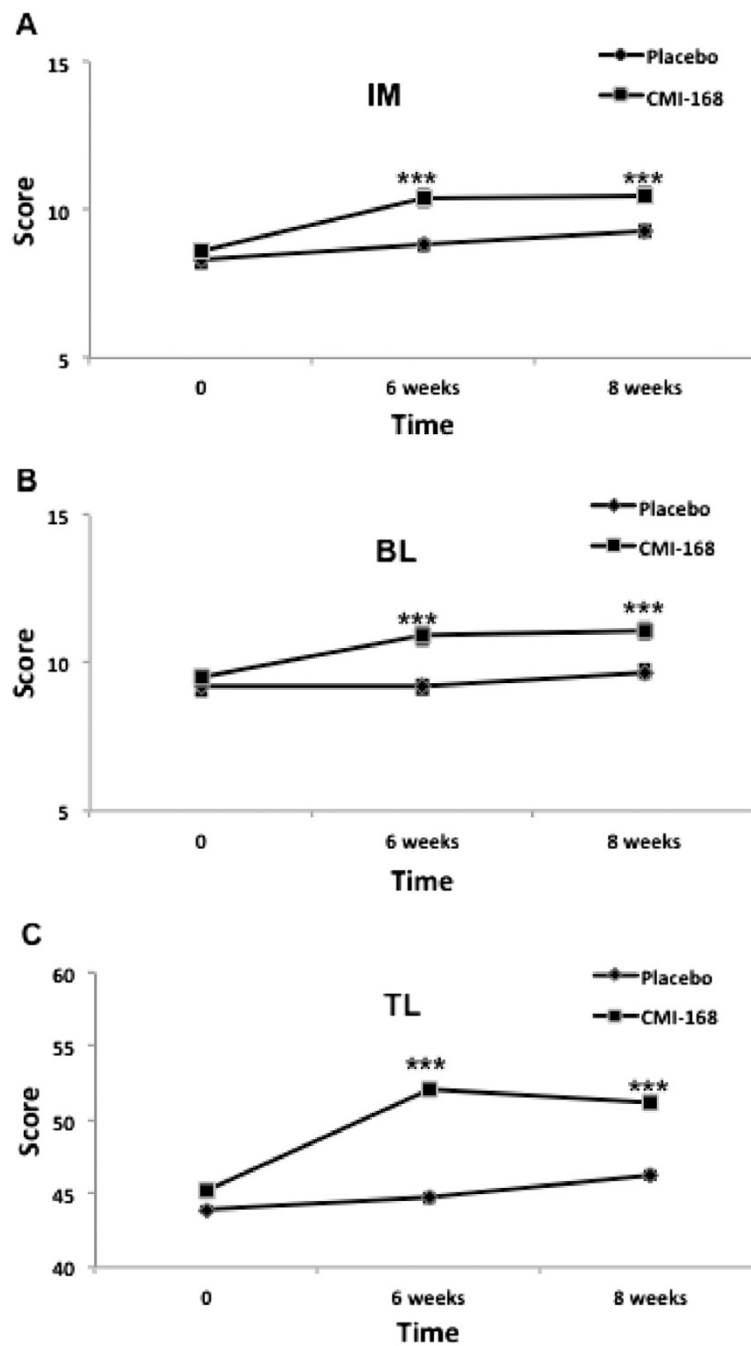 A
15
IM
Placebo
CMI-168
***
***
10
Score
5
0
6 weeks
8 weeks
Time
B
15
BL
Placebo
CMI-168
***
***
10
Score
5
0
6 weeks
8 weeks
Time
C
60
TL
Placebo
CMI-168
55
***
***
50
Score
45
40
0
6 weeks
8 weeks
Time